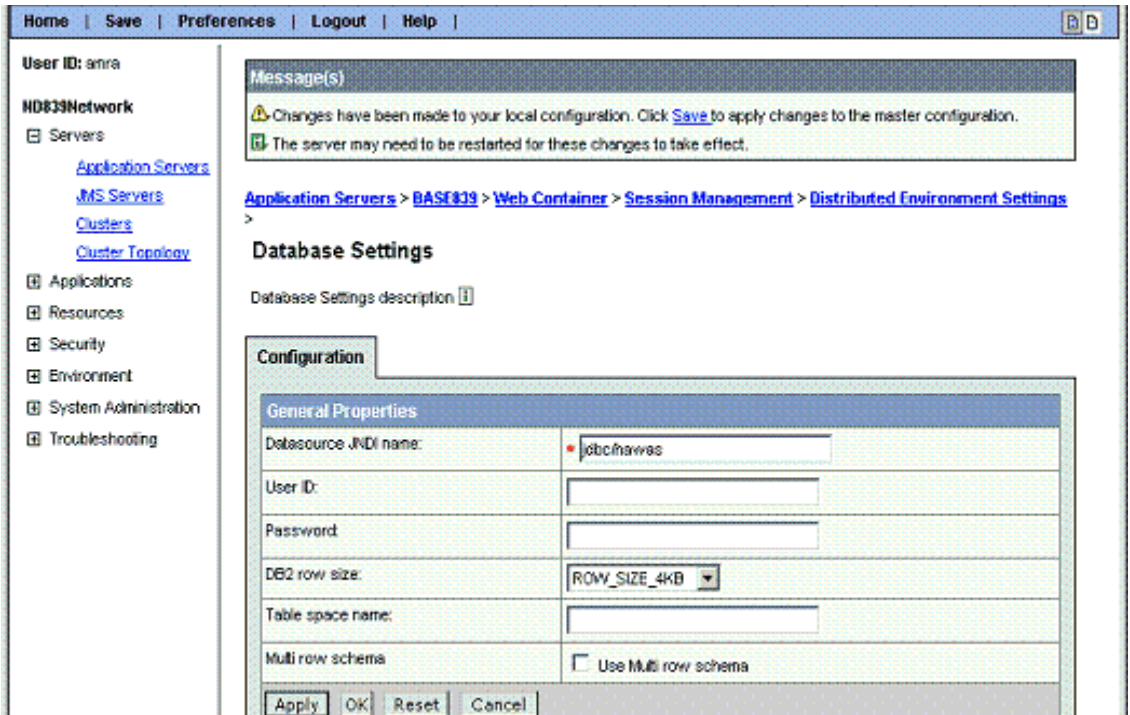 Home | Save | Preferences | Logout | Help |
User ID: amra
ND839Network
Servers
Application Servers
JMS Servers
Clusters
Cluster Topology
Applications
Resources
Security
Environment
System Administration
Troubleshooting
Message(s)
Changes have been made to your local configuration. Click Save to apply changes to the master configuration.
The server may need to be restarted for these changes to take effect.
Application Servers > BASE839 > Web Container > Session Management > Distributed Environment Settings
>
Database Settings
Database Settings description i
Configuration
General Properties
Datasource JNDI name:
* jdbc/hawas
User ID:
Password:
DB2 row size:
ROW_SIZE_4KB
Table space name:
Multi row schema
Use Multi row schema
Apply OK Reset Cancel